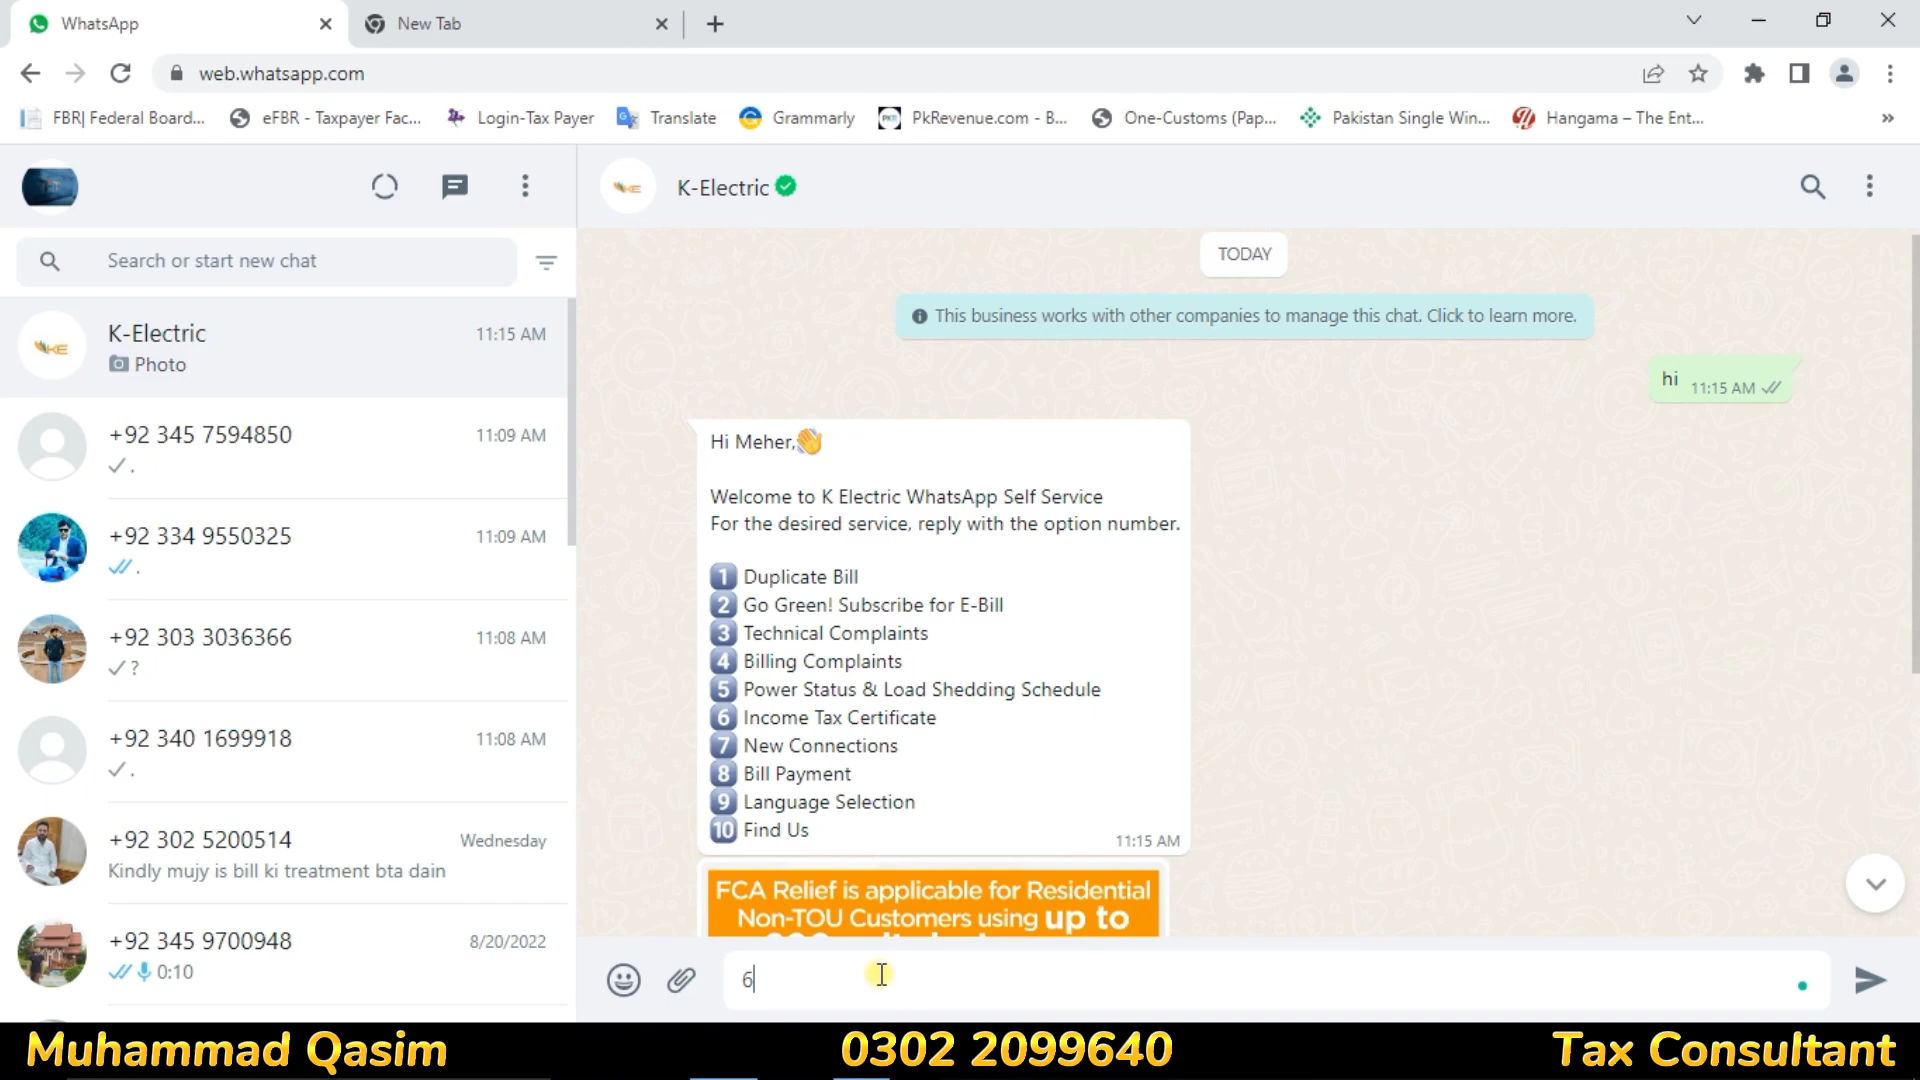 WhatsApp
New Tab
web.whatsapp.com
FBR| Federal Board...
eFBR - Taxpayer Fac...
Login-Tax Payer
Translate
Grammarly
PkRevenue.com - B...
One-Customs (Pap...
Pakistan Single Win...
Hangama – The Ent...
Search or start new chat
K-Electric
11:15 AM
Photo
+92 345 7594850
11:09 AM
.
+92 334 9550325
11:09 AM
.
+92 303 3036366
11:08 AM
?
+92 340 1699918
11:08 AM
.
+92 302 5200514
Wednesday
Kindly mujy is bill ki treatment bta dain
+92 345 9700948
8/20/2022
0:10
KE
K-Electric
TODAY
This business works with other companies to manage this chat. Click to learn more.
hi 11:15 AM
Hi Meher,👋
Welcome to K Electric WhatsApp Self Service
For the desired service, reply with the option number.
1 Duplicate Bill
2 Go Green! Subscribe for E-Bill
3 Technical Complaints
4 Billing Complaints
5 Power Status & Load Shedding Schedule
6 Income Tax Certificate
7 New Connections
8 Bill Payment
9 Language Selection
10 Find Us
11:15 AM
FCA Relief is applicable for Residential
Non-TOU Customers using up to
6
Muhammad Qasim
0302 2099640
Tax Consultant